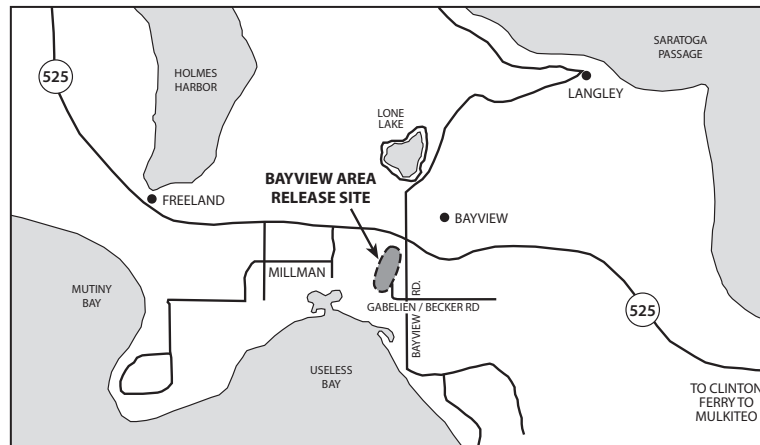 SARATOGA
PASSAGE
525
HOLMES
HARBOR
LANGLEY
LONE
LAKE
BAYVIEW AREA
RELEASE SITE
FREELAND
BAYVIEW
MILLMAN
MUTINY
BAY
GABELIEN / BECKER RD
BAYVIEW RD.
525
USELESS
BAY
TO CLINTON
FERRY TO
MULKITEO